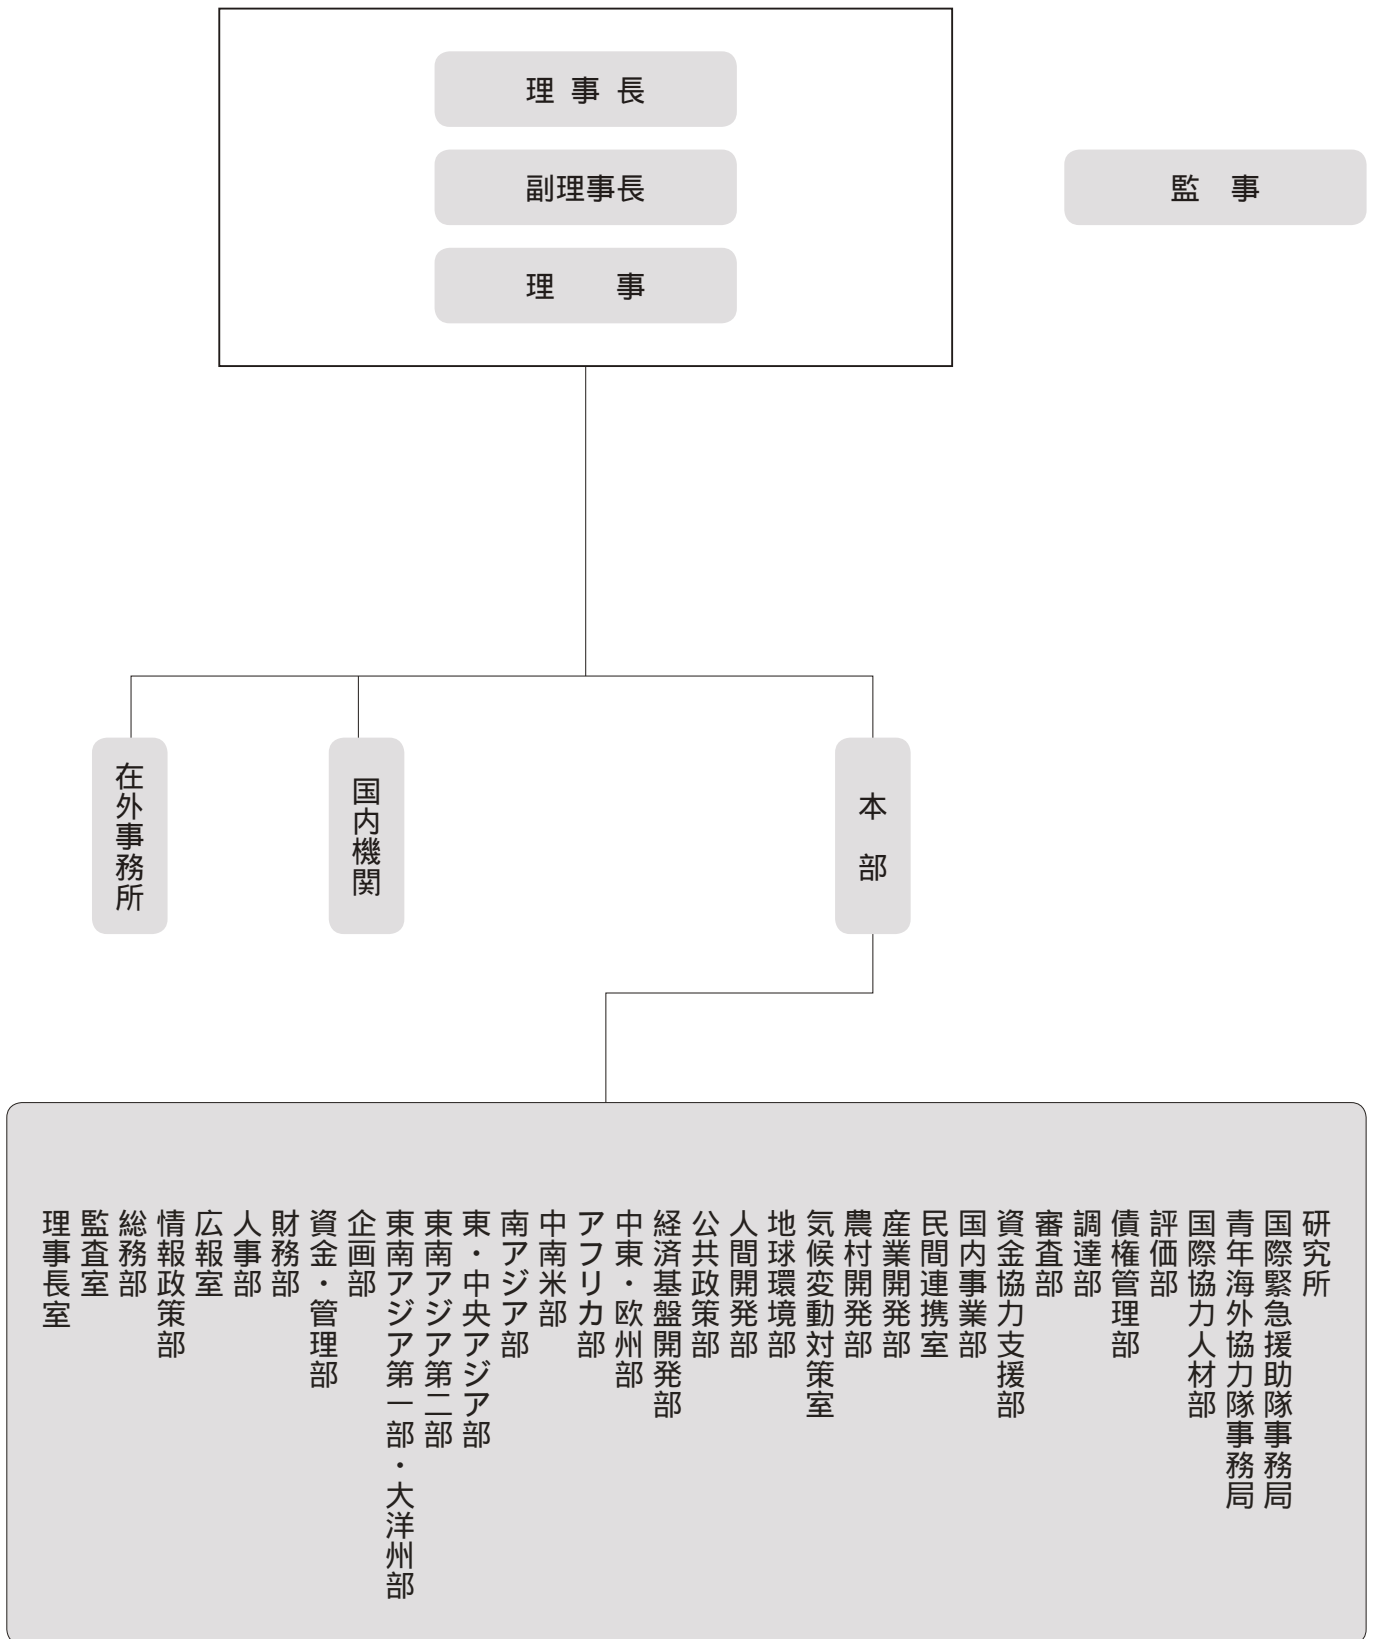 理事長
副理事長
理　事
監　事
在外事務所
国内機関
本部
理事長室
監査室
総務部
情報政策部
広報室
人事部
財務部
資金・管理部
企画部
東南アジア第一部・大洋州部
東南アジア第二部
東・中央アジア部
南アジア部
中南米部
アフリカ部
中東・欧州部
経済基盤開発部
公共政策部
人間開発部
地球環境部
気候変動対策室
農村開発部
産業開発部
民間連携室
国内事業部
資金協力支援部
審査部
調達部
債権管理部
評価部
国際協力人材部
青年海外協力隊事務局
国際緊急援助隊事務局
研究所